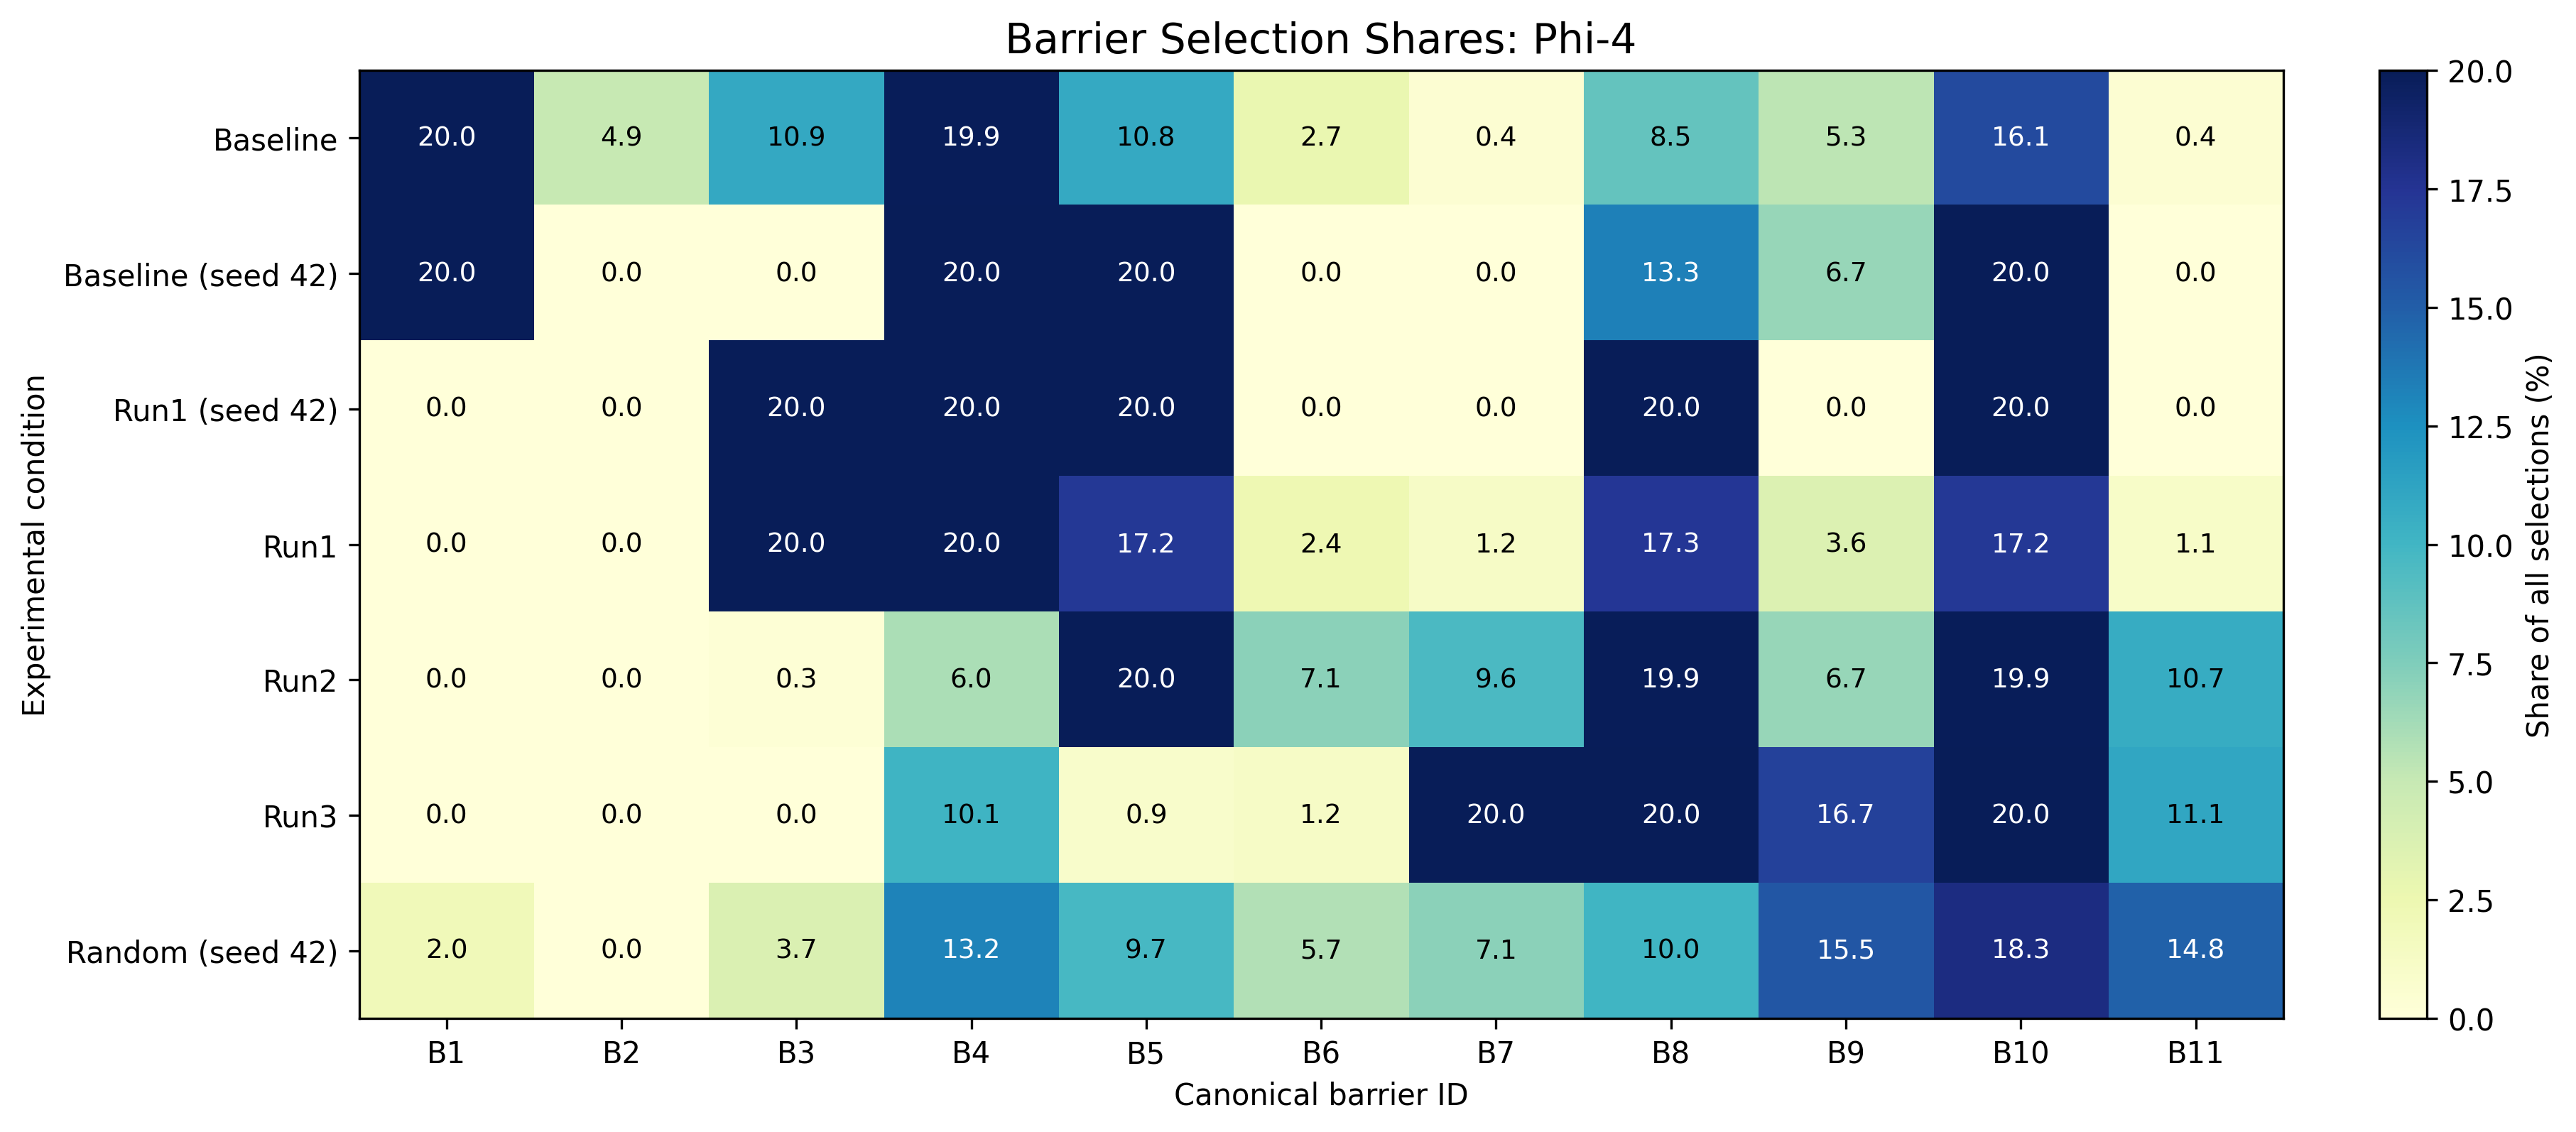 Barrier Selection Shares: Phi-4
Experimental condition
Baseline 20.0 4.9 10.9 19.9 10.8 2.7 0.4 8.5 5.3 16.1 0.4
Baseline (seed 42) 20.0 0.0 0.0 20.0 20.0 0.0 0.0 13.3 6.7 20.0 0.0
Run1 (seed 42) 0.0 0.0 20.0 20.0 20.0 0.0 0.0 20.0 0.0 20.0 0.0
Run1 0.0 0.0 20.0 20.0 17.2 2.4 1.2 17.3 3.6 17.2 1.1
Run2 0.0 0.0 0.3 6.0 20.0 7.1 9.6 19.9 6.7 19.9 10.7
Run3 0.0 0.0 0.0 10.1 0.9 1.2 20.0 20.0 16.7 20.0 11.1
Random (seed 42) 2.0 0.0 3.7 13.2 9.7 5.7 7.1 10.0 15.5 18.3 14.8
B1 B2 B3 B4 B5 B6 B7 B8 B9 B10 B11
Canonical barrier ID
20.0
17.5
15.0
12.5
10.0
7.5
5.0
2.5
0.0
Share of all selections (%)